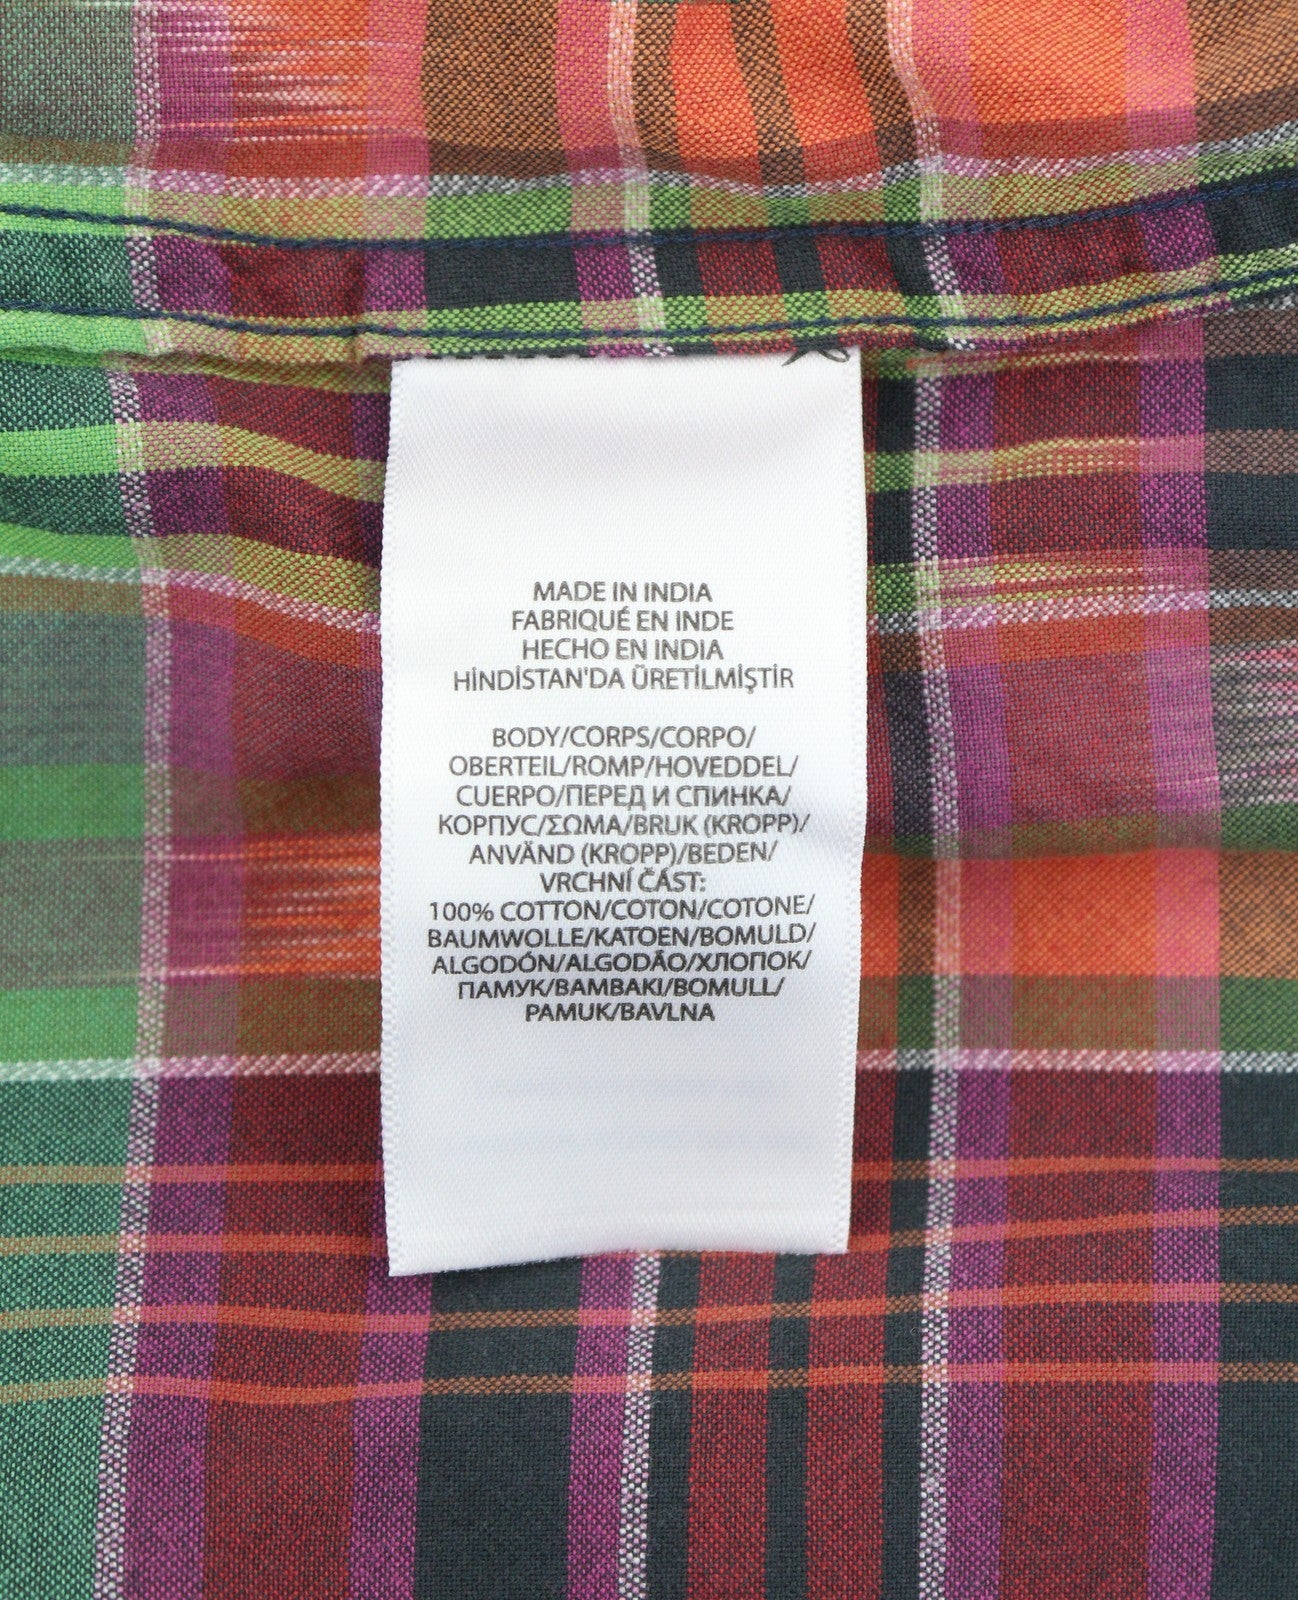 MADE IN INDIA
FABRIQUÉ EN INDE
HECHO EN INDIA
HİNDİSTAN'DA ÜRETİLMİŞTİR
BODY/CORPS/CORPO/
OBERTEIL/ROMP/HOVEDDEL/
CUERPO/ПЕРЕД И СПИНКА/
КОРПУС/ΣΩΜΑ/BRUK (KROPP)/
ANVÄND (KROPP)/BEDEN/
VRCHNÍ ČÁST:
100% COTTON/COTON/COTONE/
BAUMWOLLE/KATOEN/BOMULD/
ALGODÓN/ALGODÃO/ХЛОПОК/
ПАМУК/ΒΑΜΒΑΚΙ/BOMULL/
PAMUK/BAVLNA